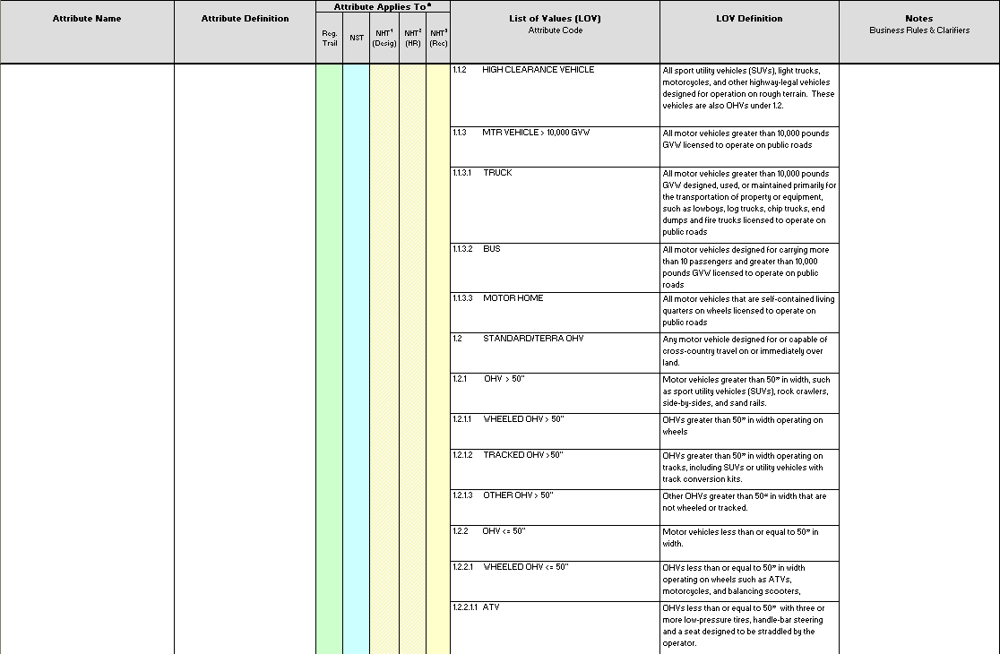 Attribute Name
Attribute Definition
Attribute Applies To
Reg.
Trail
NST
NHT¹
(Desig)
NHT²
(HR)
NHT³
(Rec)
List of Values (LOV)
Attribute Code
LOV Definition
Notes
Business Rules & Clarifiers
1.1.2 HIGH CLEARANCE VEHICLE
All sport utility vehicles (SUVs), light trucks,
motorcycles, and other highway-legal vehicles
designed for operation on rough terrain. These
vehicles are also OHVs under 1.2.
1.1.3 MTR VEHICLE > 10,000 GVW
All motor vehicles greater than 10,000 pounds
GVW licensed to operate on public roads
1.1.3.1 TRUCK
All motor vehicles greater than 10,000 pounds
GVW designed, used, or maintained primarily for
the transportation of property or equipment,
such as lowboys, log trucks, chip trucks, end
dumps and fire trucks licensed to operate on
public roads
1.1.3.2 BUS
All motor vehicles designed for carrying more
than 10 passengers and greater than 10,000
pounds GVW licensed to operate on public
roads
1.1.3.3 MOTOR HOME
All motor vehicles that are self-contained living
quarters on wheels licensed to operate on
public roads
1.2 STANDARD/TERRA OHV
Any motor vehicle designed for or capable of
cross-country travel on or immediately over
land.
1.2.1 OHV > 50"
Motor vehicles greater than 50" in width, such
as sport utility vehicles (SUVs), rock crawlers,
side-by-sides, and sand rails.
1.2.1.1 WHEELED OHV > 50"
OHVs greater than 50" in width operating on
wheels
1.2.1.2 TRACKED OHV >50"
OHVs greater than 50" in width operating on
tracks, including SUVs or utility vehicles with
track conversion kits.
1.2.1.3 OTHER OHV > 50"
Other OHVs greater than 50" in width that are
not wheeled or tracked.
1.2.2 OHV <= 50"
Motor vehicles less than or equal to 50" in
width.
1.2.2.1 WHEELED OHV <= 50"
OHVs less than or equal to 50" in width
operating on wheels such as ATVs,
motorcycles, and balancing scooters,
1.2.2.1.1 ATV
OHVs less than or equal to 50" with three or
more low-pressure tires, handle-bar steering
and a seat designed to be straddled by the
operator.